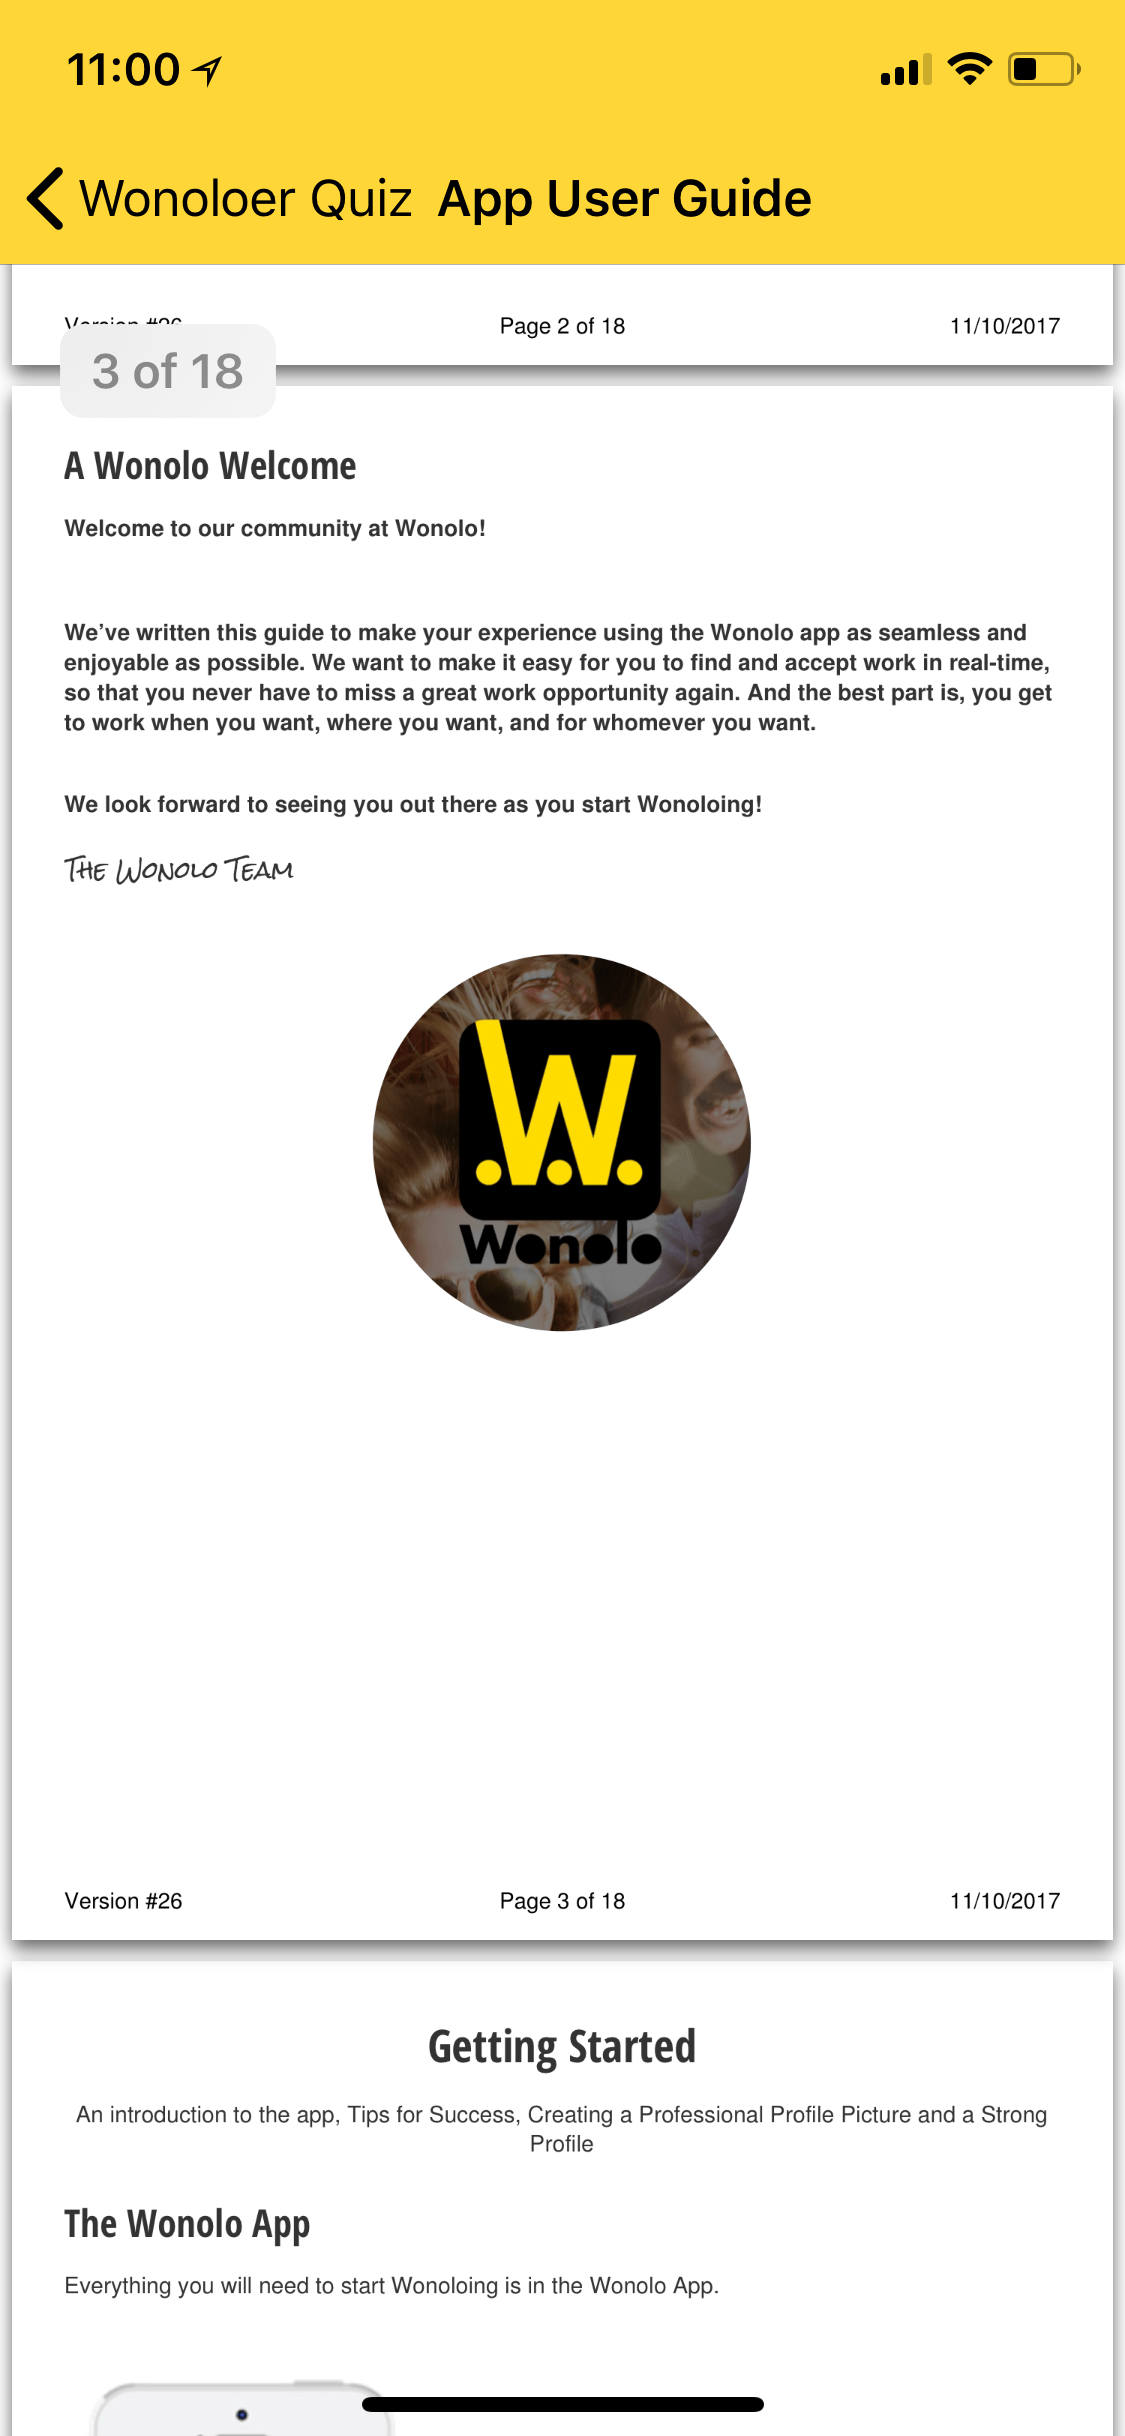 11:00
Wonoloer Quiz App User Guide
Version #26 Page 2 of 18 11/10/2017
3 of 18
A Wonolo Welcome
Welcome to our community at Wonolo!
We’ve written this guide to make your experience using the Wonolo app as seamless and
enjoyable as possible. We want to make it easy for you to find and accept work in real-time,
so that you never have to miss a great work opportunity again. And the best part is, you get
to work when you want, where you want, and for whomever you want.
We look forward to seeing you out there as you start Wonoloing!
The Wonolo Team
.W.
Wonolo
Version #26 Page 3 of 18 11/10/2017
Getting Started
An introduction to the app, Tips for Success, Creating a Professional Profile Picture and a Strong
Profile
The Wonolo App
Everything you will need to start Wonoloing is in the Wonolo App.